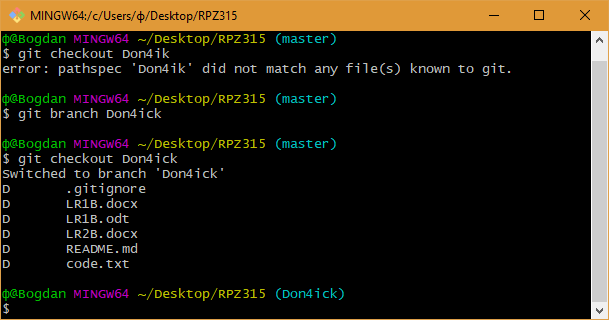 MINGW64:/c/Users/ф/Desktop/RPZ315
ф@Bogdan MINGW64 ~/Desktop/RPZ315 (master)
$ git checkout Don4ik
error: pathspec 'Don4ik' did not match any file(s) known to git.
ф@Bogdan MINGW64 ~/Desktop/RPZ315 (master)
$ git branch Don4ick
ф@Bogdan MINGW64 ~/Desktop/RPZ315 (master)
$ git checkout Don4ick
Switched to branch 'Don4ick'
D       .gitignore
D       LR1B.docx
D       LR1B.odt
D       LR2B.docx
D       README.md
D       code.txt
ф@Bogdan MINGW64 ~/Desktop/RPZ315 (Don4ick)
$